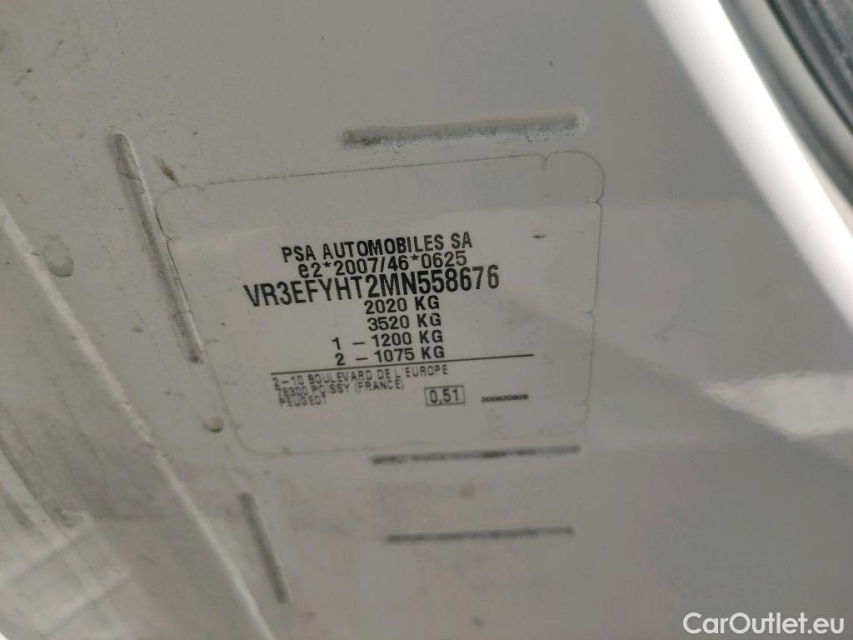 PSA AUTOMOBILES SA
e2*2007/46*0625
VR3EFYHT2MN558676
2020 KG
3520 KG
1 - 1200 KG
2 - 1075 KG
2-10 BOULEVARD DE L'EUROPE
78300 POISSY (FRANCE)
PEUGEOT
0,51
CarOutlet.eu